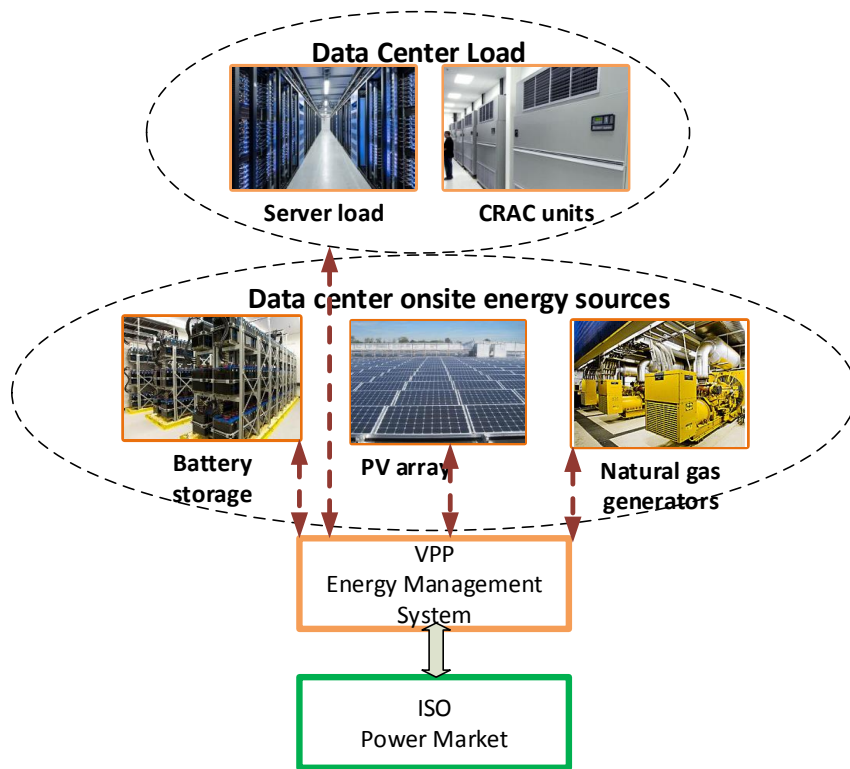 Data Center Load
Server load
CRAC units
Data center onsite energy sources
Battery
storage
PV array
Natural gas
generators
VPP
Energy Management
System
ISO
Power Market